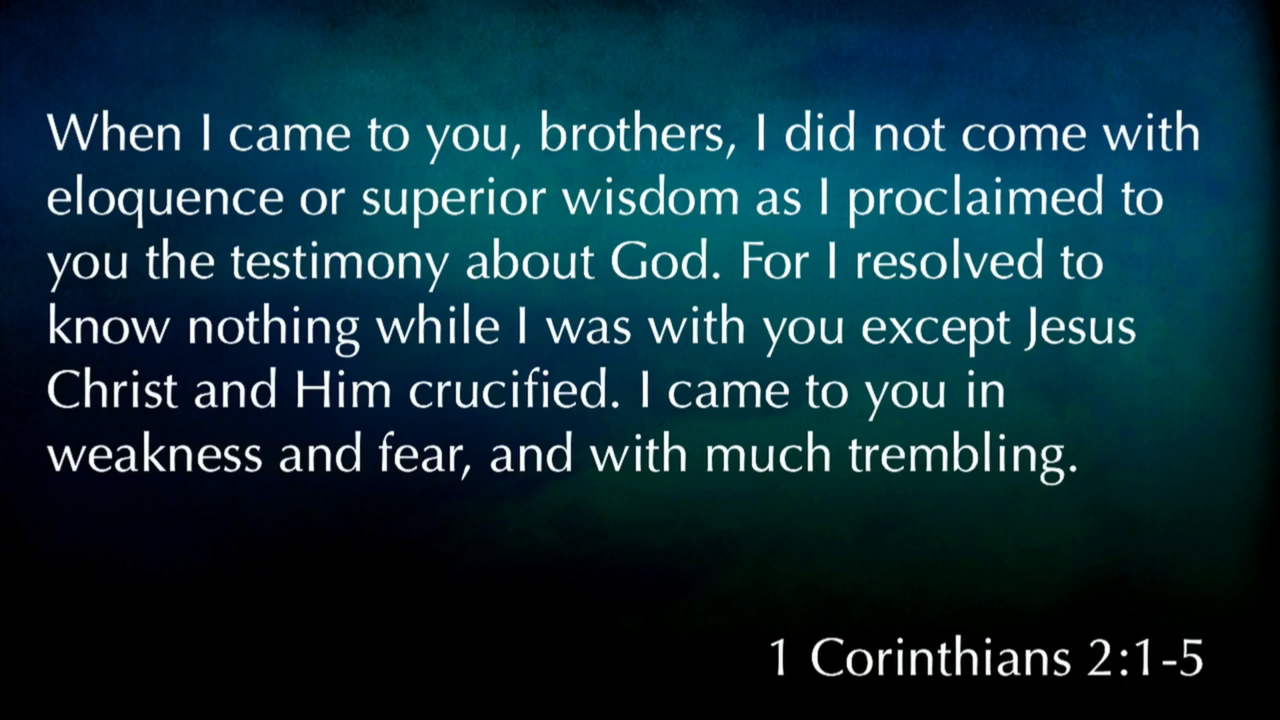 When I came to you, brothers, I did not come with
eloquence or superior wisdom as I proclaimed to
you the testimony about God. For I resolved to
know nothing while I was with you except Jesus
Christ and Him crucified. I came to you in
weakness and fear, and with much trembling.
1 Corinthians 2:1-5